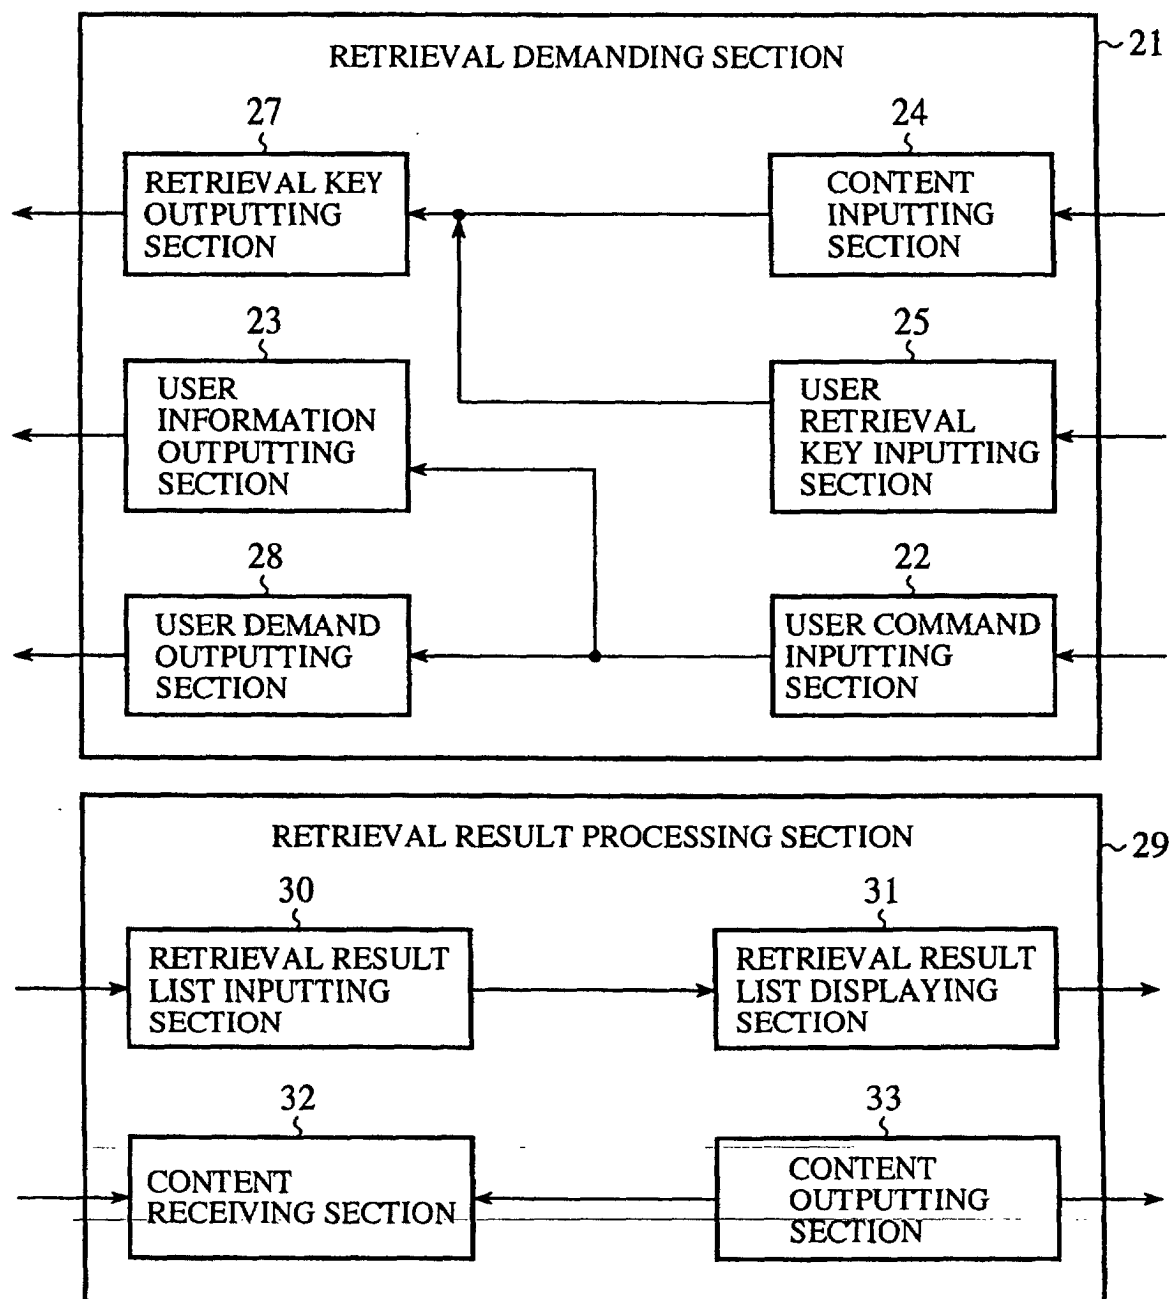 RETRIEVAL DEMANDING SECTION
21
27
RETRIEVAL KEY
OUTPUTTING
SECTION
24
CONTENT
INPUTTING
SECTION
23
USER
INFORMATION
OUTPUTTING
SECTION
25
USER
RETRIEVAL
KEY INPUTTING
SECTION
28
USER DEMAND
OUTPUTTING
SECTION
22
USER COMMAND
INPUTTING
SECTION
RETRIEVAL RESULT PROCESSING SECTION
29
30
RETRIEVAL RESULT
LIST INPUTTING
SECTION
31
RETRIEVAL RESULT
LIST DISPLAYING
SECTION
32
CONTENT
RECEIVING SECTION
33
CONTENT
OUTPUTTING
SECTION